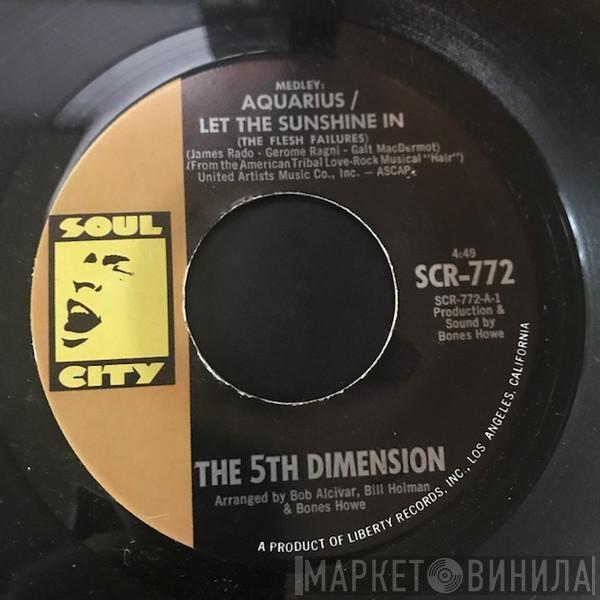 MEDLEY:
AQUARIUS /
LET THE SUNSHINE IN
(THE FLESH FAILURES)
(James Rado - Gerome Ragni - Galt MacDermot)
(From the American Tribal Love-Rock Musical "Hair")
United Artists Music Co., Inc. — ASCAP
SOUL
CITY
4:49
SCR-772
SCR-772-A-1
Production &
Sound by
Bones Howe
THE 5TH DIMENSION
Arranged by Bob Alcivar, Bill Holman
& Bones Howe
A PRODUCT OF LIBERTY RECORDS, INC., LOS ANGELES, CALIFORNIA
МАРКЕТ ВИНИЛА